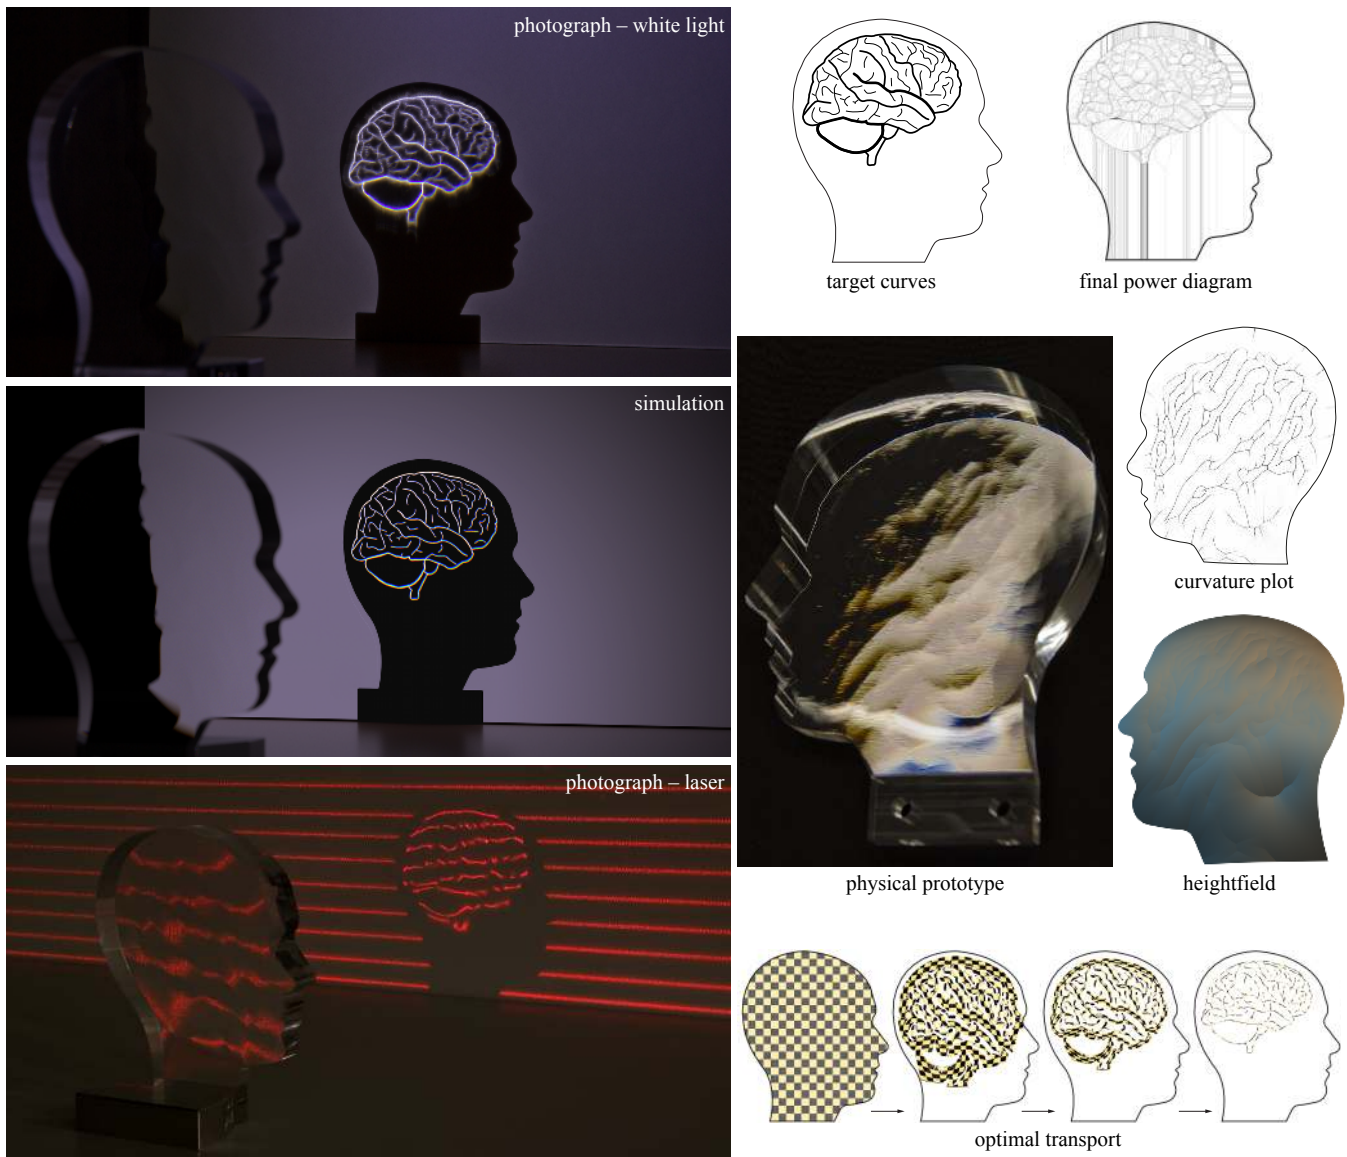 photograph – white light
target curves
final power diagram
simulation
curvature plot
photograph – laser
physical prototype
heightfield
optimal transport